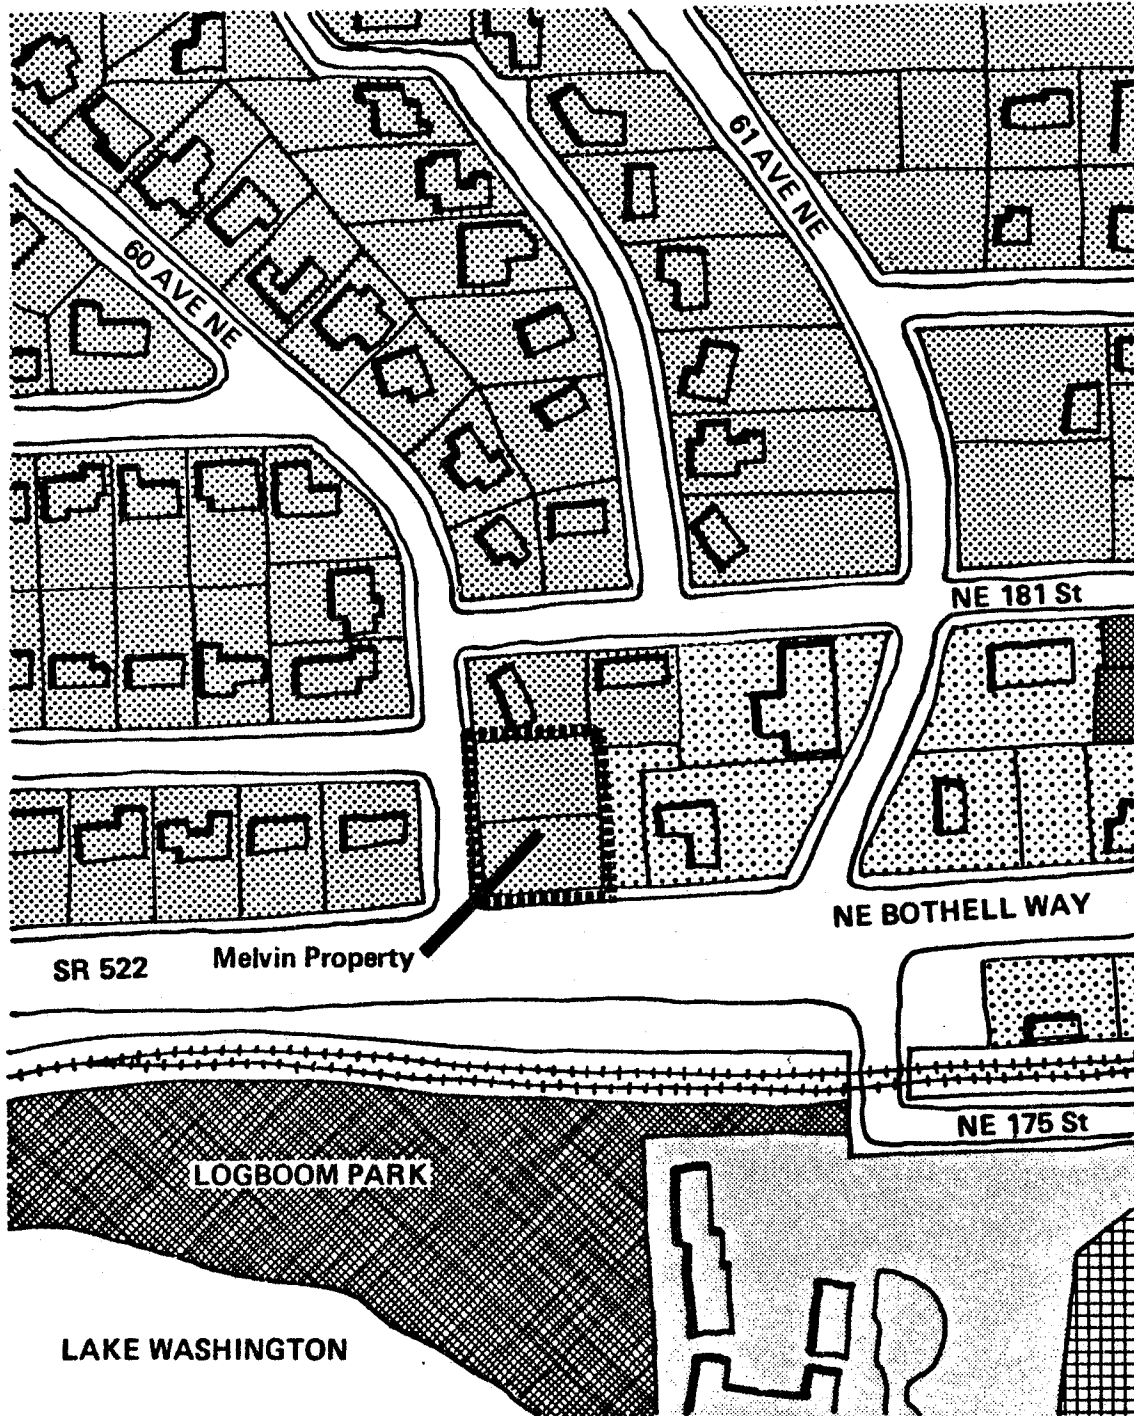 61 AVE NE
60 AVE NE
NE 181 St
NE BOTHELL WAY
Melvin Property
SR 522
NE 175 St
LOGBOOM PARK
LAKE WASHINGTON